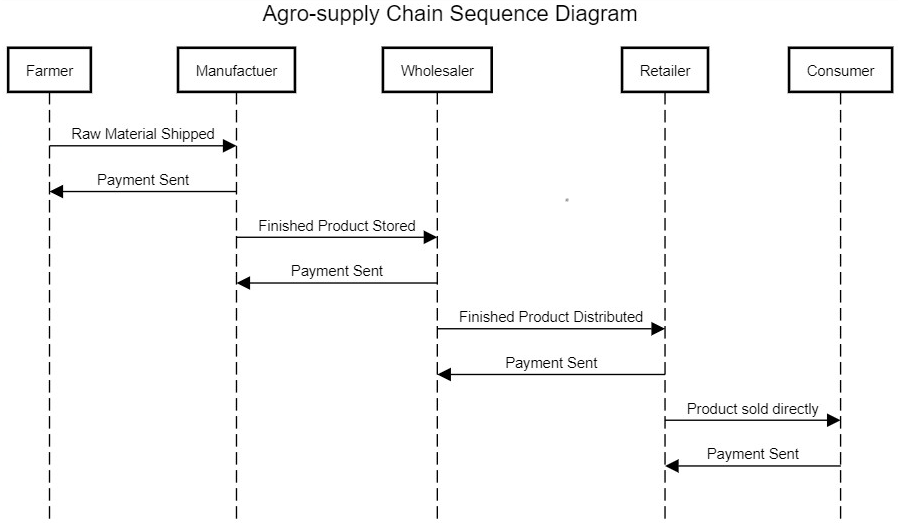 Agro-supply Chain Sequence Diagram
Farmer
Manufactuer
Wholesaler
Retailer
Consumer
Raw Material Shipped
Payment Sent
Finished Product Stored
Payment Sent
Finished Product Distributed
Payment Sent
Product sold directly
Payment Sent